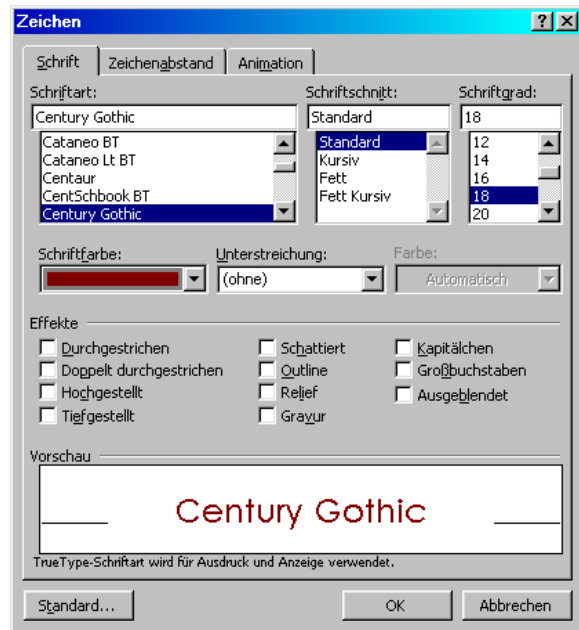 Zeichen
Schrift Zeichenabstand Animation
Schriftart: Schriftschnitt: Schriftgrad:
Century Gothic Standard 18
Cataneo BT Standard 12
Cataneo Lt BT Kursiv 14
Centaur Fett 16
CentSchbook BT Fett Kursiv 18
Century Gothic 20
Schriftfarbe: Unterstreichung: Farbe:
(ohne) Automatisch
Effekte
Durchgestrichen Schattiert Kapitälchen
Doppelt durchgestrichen Outline Großbuchstaben
Hochgestellt Relief Ausgeblendet
Tiefgestellt Gravur
Vorschau
Century Gothic
TrueType-Schriftart wird für Ausdruck und Anzeige verwendet.
Standard... OK Abbrechen